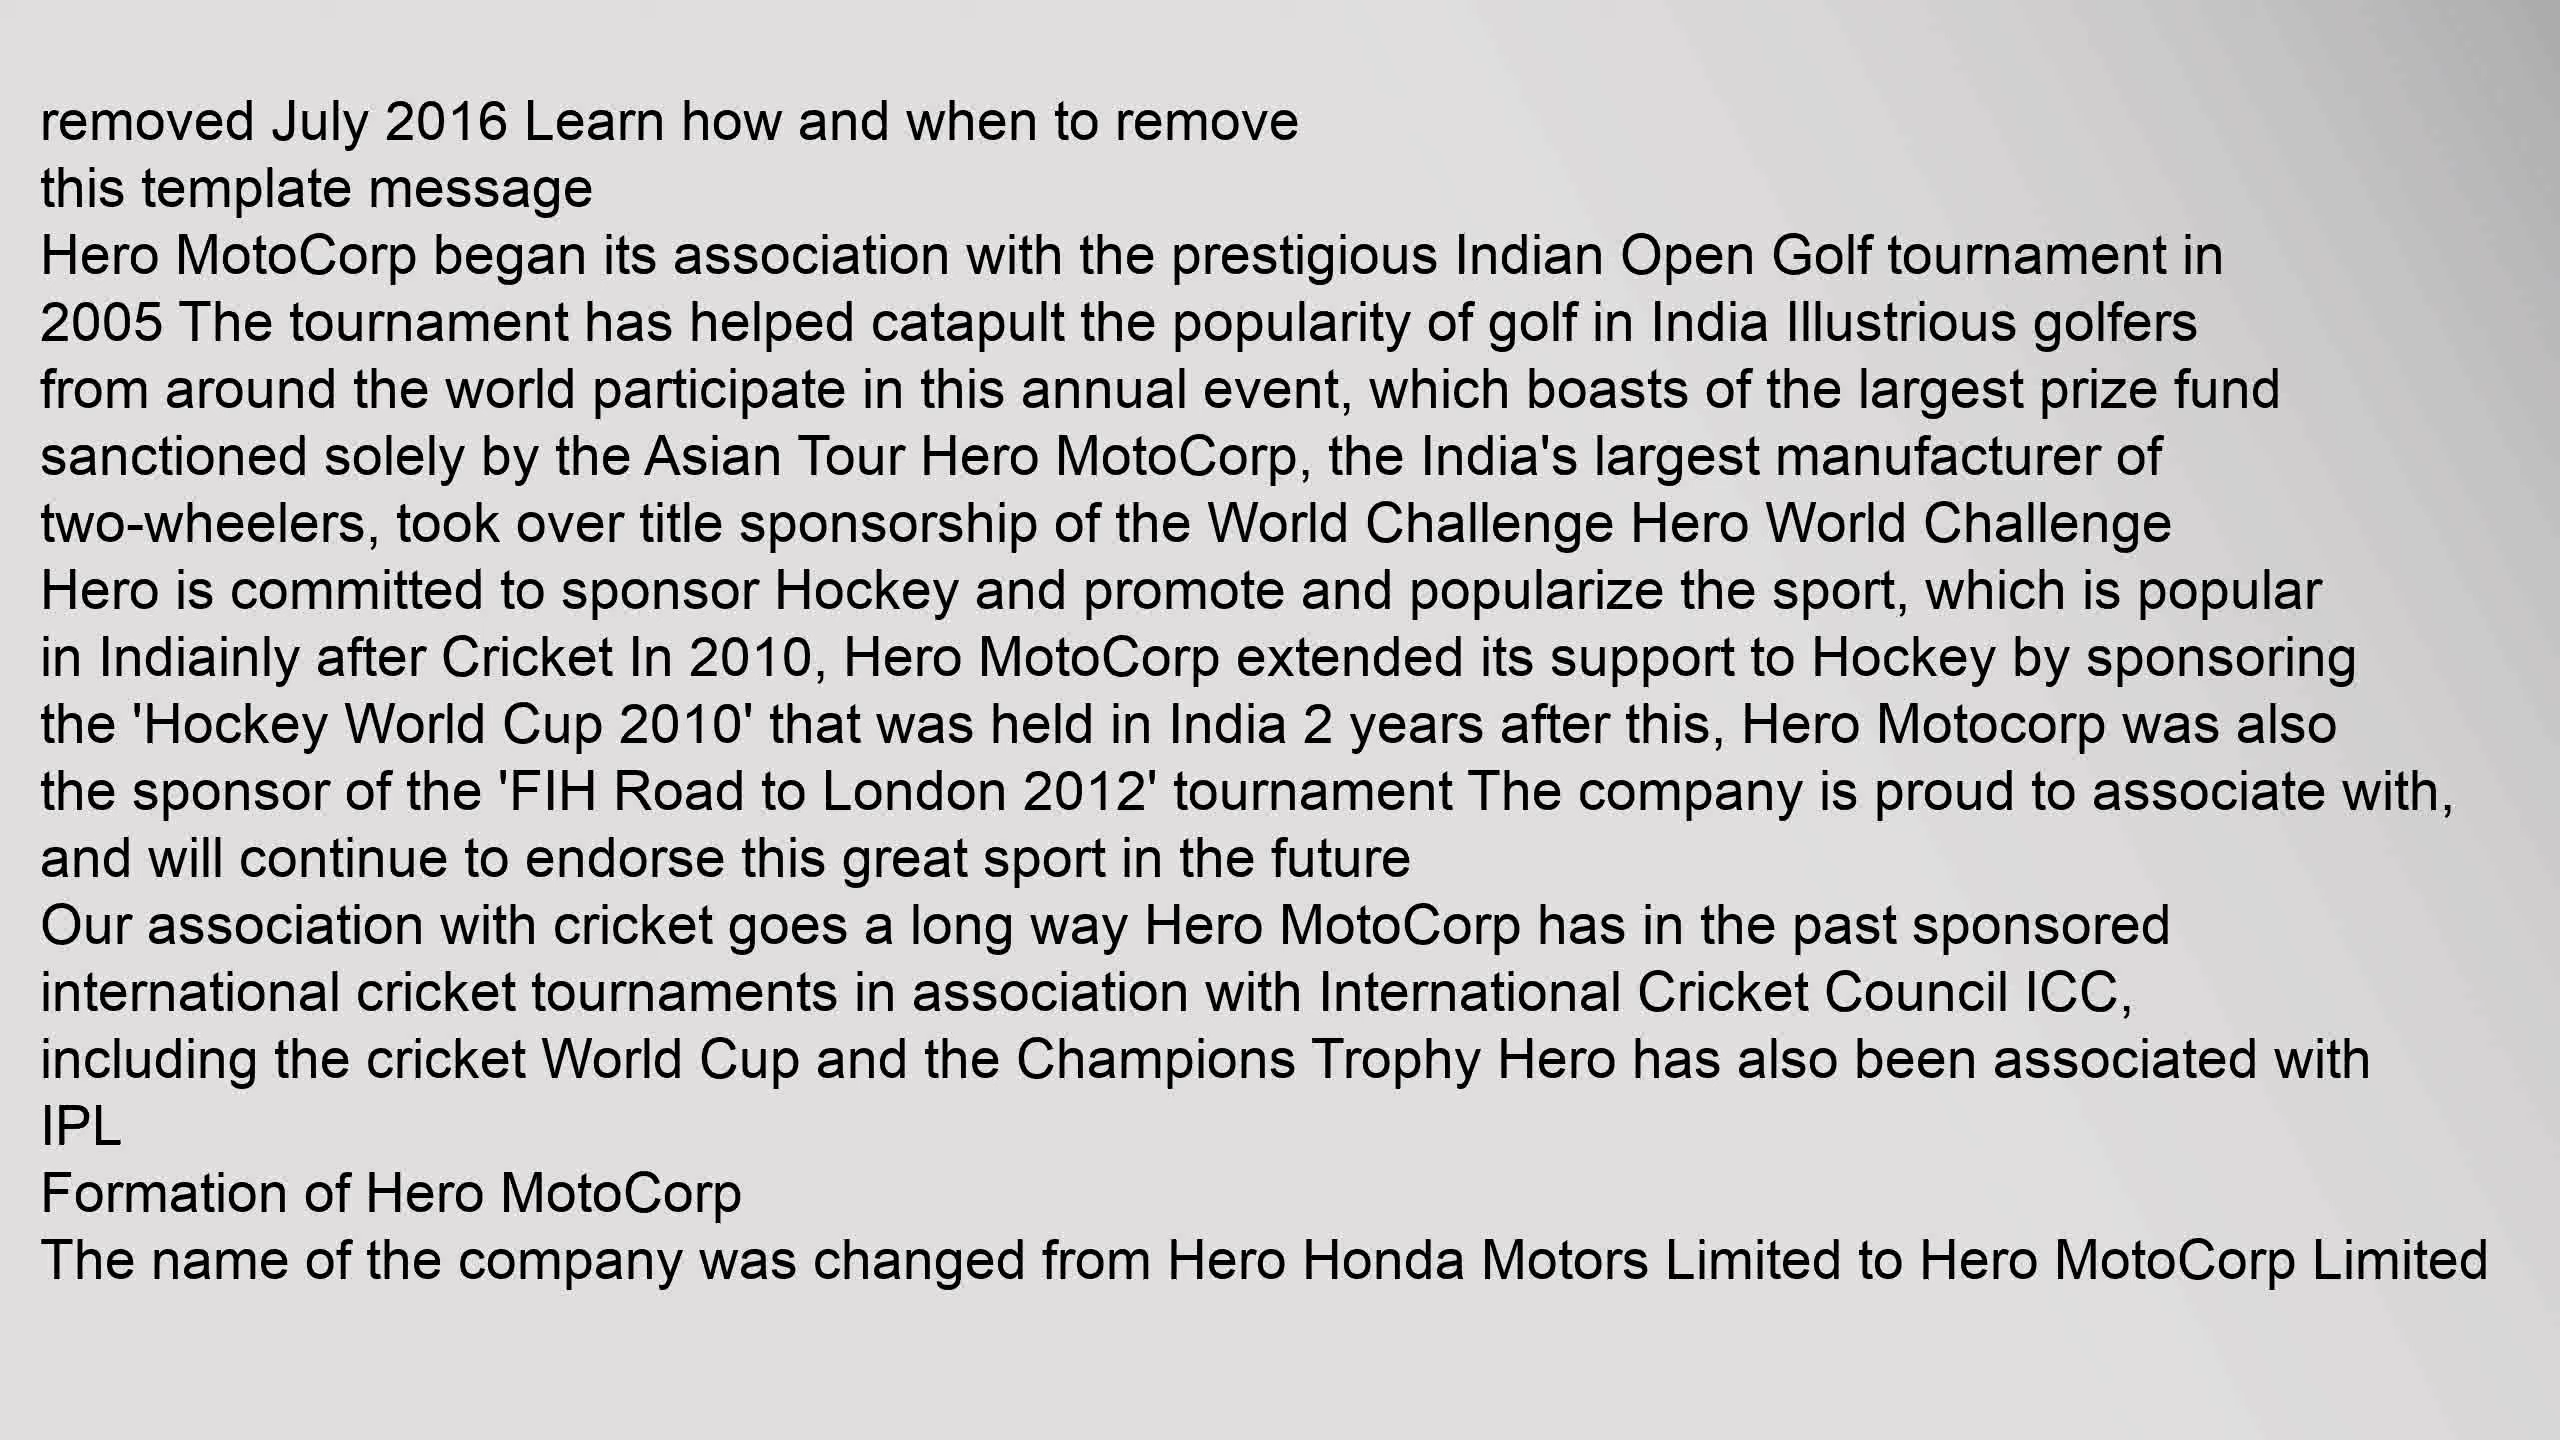 removed July 2016 Learn how and when to remove
this template message
Hero MotoCorp began its association with the prestigious Indian Open Golf tournament in
2005 The tournament has helped catapult the popularity of golf in India Illustrious golfers
from around the world participate in this annual event, which boasts of the largest prize fund
sanctioned solely by the Asian Tour Hero MotoCorp, the India's largest manufacturer of
two-wheelers, took over title sponsorship of the World Challenge Hero World Challenge
Hero is committed to sponsor Hockey and promote and popularize the sport, which is popular
in Indiainly after Cricket In 2010, Hero MotoCorp extended its support to Hockey by sponsoring
the 'Hockey World Cup 2010' that was held in India 2 years after this, Hero Motocorp was also
the sponsor of the 'FIH Road to London 2012' tournament The company is proud to associate with,
and will continue to endorse this great sport in the future
Our association with cricket goes a long way Hero MotoCorp has in the past sponsored
international cricket tournaments in association with International Cricket Council ICC,
including the cricket World Cup and the Champions Trophy Hero has also been associated with
IPL
Formation of Hero MotoCorp
The name of the company was changed from Hero Honda Motors Limited to Hero MotoCorp Limited